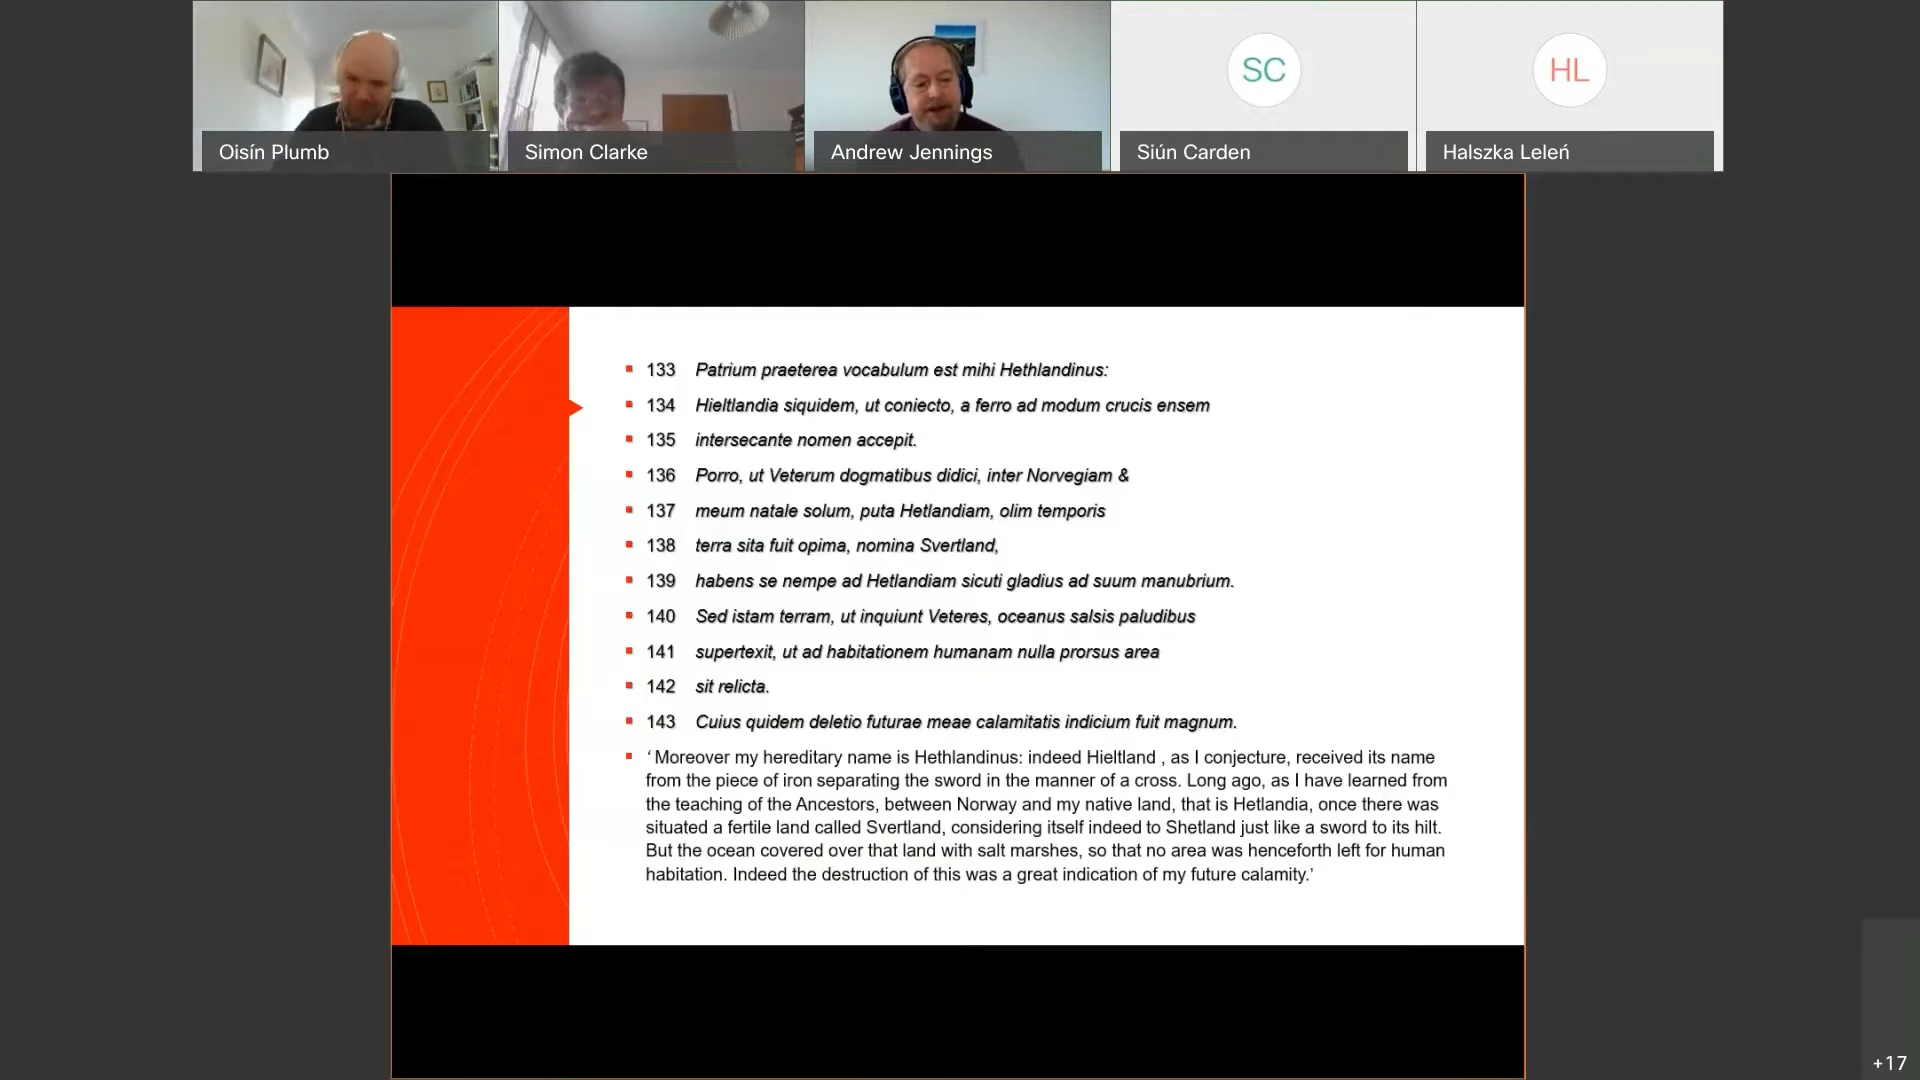 Oisín Plumb
Simon Clarke
Andrew Jennings
SC
Siún Carden
HL
Halszka Leleń
133 Patrium praeterea vocabulum est mihi Hethlandinus:
134 Hieltlandia siquidem, ut coniecto, a ferro ad modum crucis ensem
135 intersecante nomen accepit.
136 Porro, ut Veterum dogmatibus didici, inter Norvegiam &
137 meum natale solum, puta Hetlandiam, olim temporis
138 terra sita fuit opima, nomina Svertland,
139 habens se nempe ad Hetlandiam sicuti gladius ad suum manubrium.
140 Sed istam terram, ut inquiunt Veteres, oceanus salsis paludibus
141 supertexit, ut ad habitationem humanam nulla prorsus area
142 sit relicta.
143 Cuius quidem deletio futurae meae calamitatis indicium fuit magnum.
‘ Moreover my hereditary name is Hethlandinus: indeed Hieltland , as I conjecture, received its name
from the piece of iron separating the sword in the manner of a cross. Long ago, as I have learned from
the teaching of the Ancestors, between Norway and my native land, that is Hetlandia, once there was
situated a fertile land called Svertland, considering itself indeed to Shetland just like a sword to its hilt.
But the ocean covered over that land with salt marshes, so that no area was henceforth left for human
habitation. Indeed the destruction of this was a great indication of my future calamity.’
+17